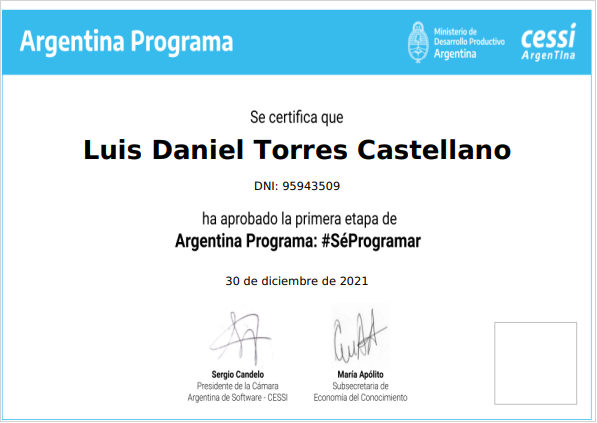 Argentina Programa
Ministerio de
Desarrollo Productivo
Argentina
cessi
ArgenTIna
Se certifica que
Luis Daniel Torres Castellano
DNI: 95943509
ha aprobado la primera etapa de
Argentina Programa: #SéProgramar
30 de diciembre de 2021
Sergio Candelo
Presidente de la Cámara
Argentina de Software - CESSI
María Apólito
Subsecretaria de
Economía del Conocimiento